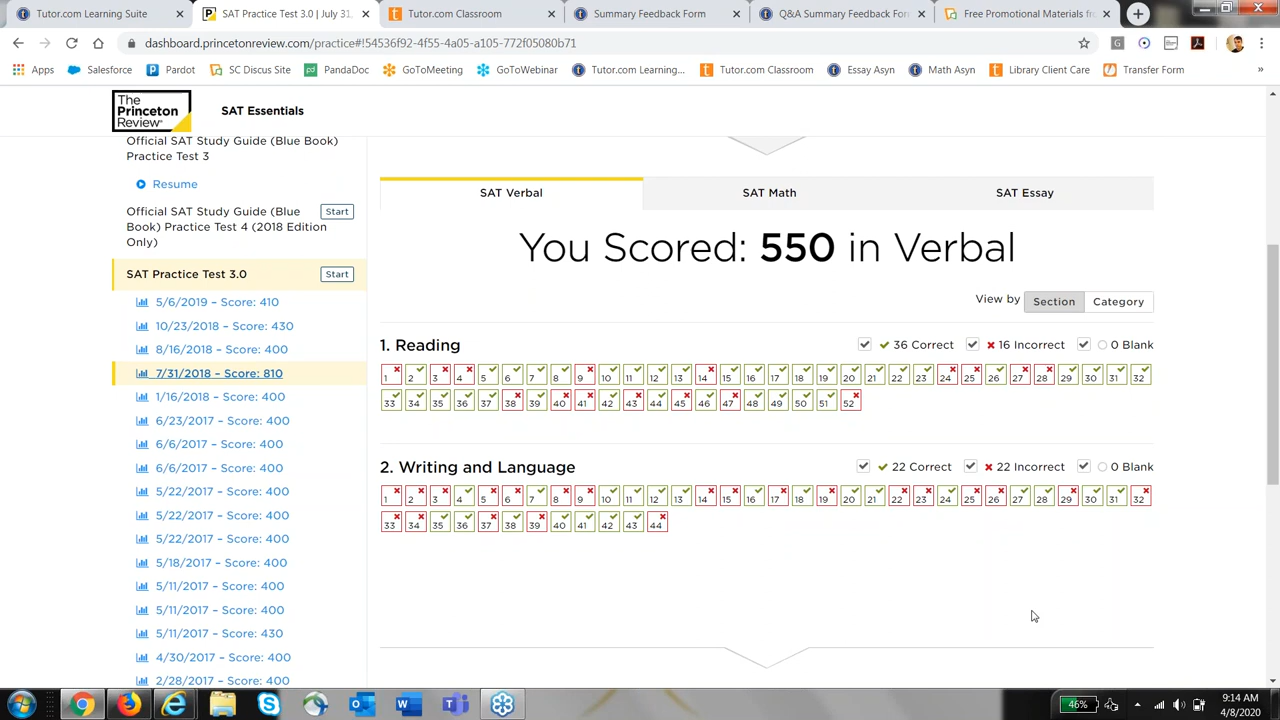 Tutor.com Learning Suite
SAT Practice Test 3.0 | July 31,
Tutor.com Classroom
Summary Feedback Form
Q&A Summary Feedback For
Free Promotional Materials fr
dashboard.princetonreview.com/practice#!54536f92-4f55-4a05-a105-772f05080b71
Apps
Salesforce
Pardot
SC Discus Site
PandaDoc
GoToMeeting
GoToWebinar
Tutor.com Learning...
Tutor.com Classroom
Essay Asyn
Math Asyn
Library Client Care
Transfer Form
»
The
Princeton
Review
SAT Essentials
Official SAT Study Guide (Blue Book)
Practice Test 3
Resume
Official SAT Study Guide (Blue
Book) Practice Test 4 (2018 Edition
Only)
Start
SAT Practice Test 3.0
Start
5/6/2019 – Score: 410
10/23/2018 – Score: 430
8/16/2018 – Score: 400
7/31/2018 – Score: 810
1/16/2018 – Score: 400
6/23/2017 – Score: 400
6/6/2017 – Score: 400
6/6/2017 – Score: 400
5/22/2017 – Score: 400
5/22/2017 – Score: 400
5/22/2017 – Score: 400
5/18/2017 – Score: 400
5/11/2017 – Score: 400
5/11/2017 – Score: 400
5/11/2017 – Score: 430
4/30/2017 – Score: 400
2/28/2017 – Score: 400
SAT Verbal
SAT Math
SAT Essay
You Scored: 550 in Verbal
View by Section Category
1. Reading
36 Correct 16 Incorrect 0 Blank
1 2 3 4 5 6 7 8 9 10 11 12 13 14 15 16 17 18 19 20 21 22 23 24 25 26 27 28 29 30 31 32
33 34 35 36 37 38 39 40 41 42 43 44 45 46 47 48 49 50 51 52
2. Writing and Language
22 Correct 22 Incorrect 0 Blank
1 2 3 4 5 6 7 8 9 10 11 12 13 14 15 16 17 18 19 20 21 22 23 24 25 26 27 28 29 30 31 32
33 34 35 36 37 38 39 40 41 42 43 44
46%
9:14 AM
4/8/2020